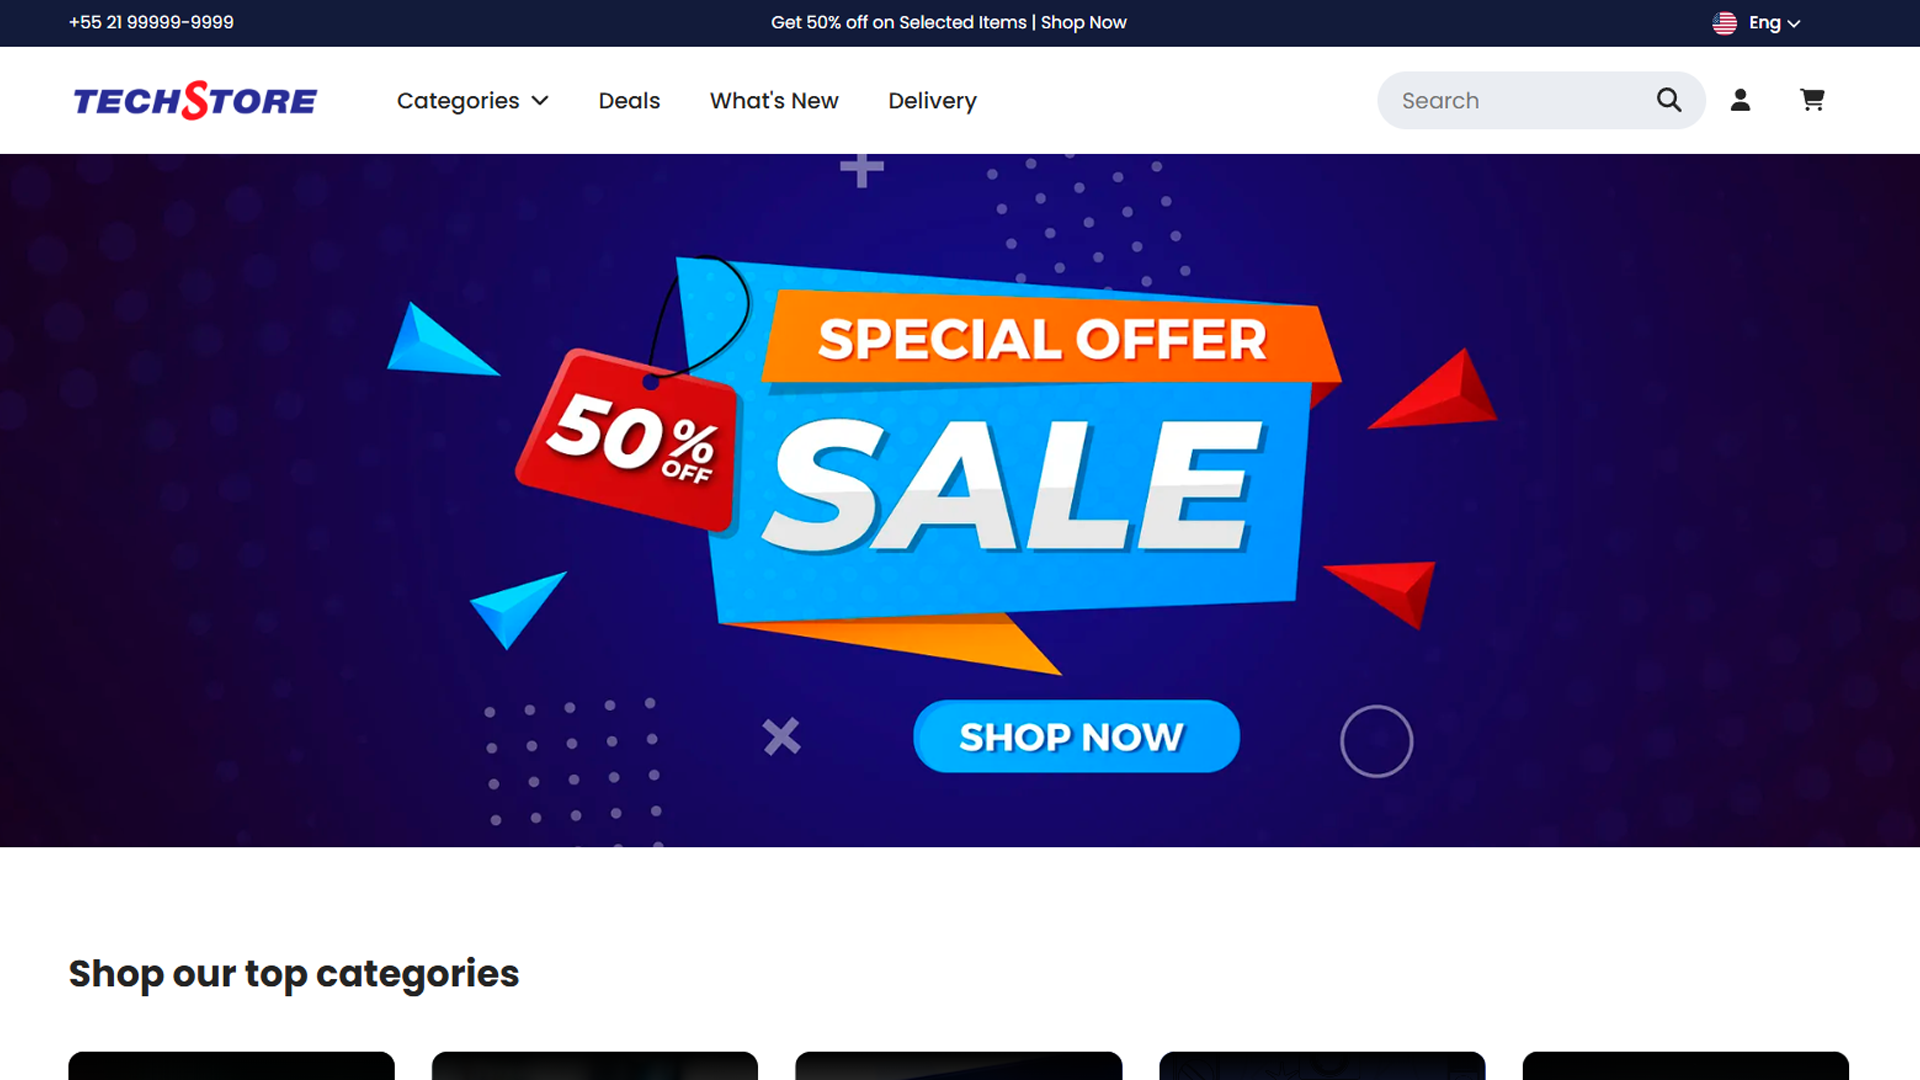 +55 21 99999-9999
Get 50% off on Selected Items | Shop Now
Eng
TECHSTORE
Categories
Deals
What's New
Delivery
Search
SPECIAL OFFER
50% OFF
SALE
SHOP NOW
Shop our top categories